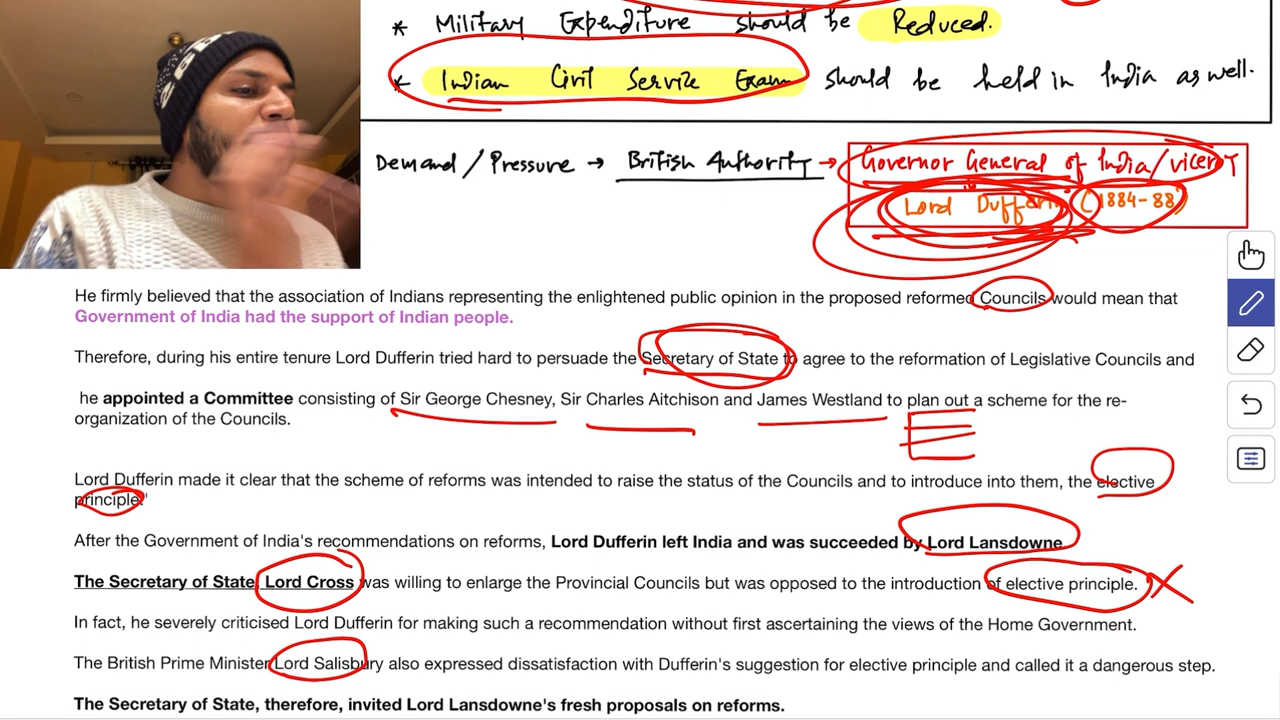 * Military Expenditure should be Reduced.
* Indian Civil Service Exam should be held in India as well.
Demand / Pressure → British Authority → Governor General of India/viceroy
Lord Dufferin (1884-88)
He firmly believed that the association of Indians representing the enlightened public opinion in the proposed reformed Councils would mean that
Government of India had the support of Indian people.
Therefore, during his entire tenure Lord Dufferin tried hard to persuade the Secretary of State to agree to the reformation of Legislative Councils and
he appointed a Committee consisting of Sir George Chesney, Sir Charles Aitchison and James Westland to plan out a scheme for the re-
organization of the Councils.
Lord Dufferin made it clear that the scheme of reforms was intended to raise the status of the Councils and to introduce into them, the elective
principle.'
After the Government of India's recommendations on reforms, Lord Dufferin left India and was succeeded by Lord Lansdowne.
The Secretary of State, Lord Cross was willing to enlarge the Provincial Councils but was opposed to the introduction of elective principle.
In fact, he severely criticised Lord Dufferin for making such a recommendation without first ascertaining the views of the Home Government.
The British Prime Minister Lord Salisbury also expressed dissatisfaction with Dufferin's suggestion for elective principle and called it a dangerous step.
The Secretary of State, therefore, invited Lord Lansdowne's fresh proposals on reforms.